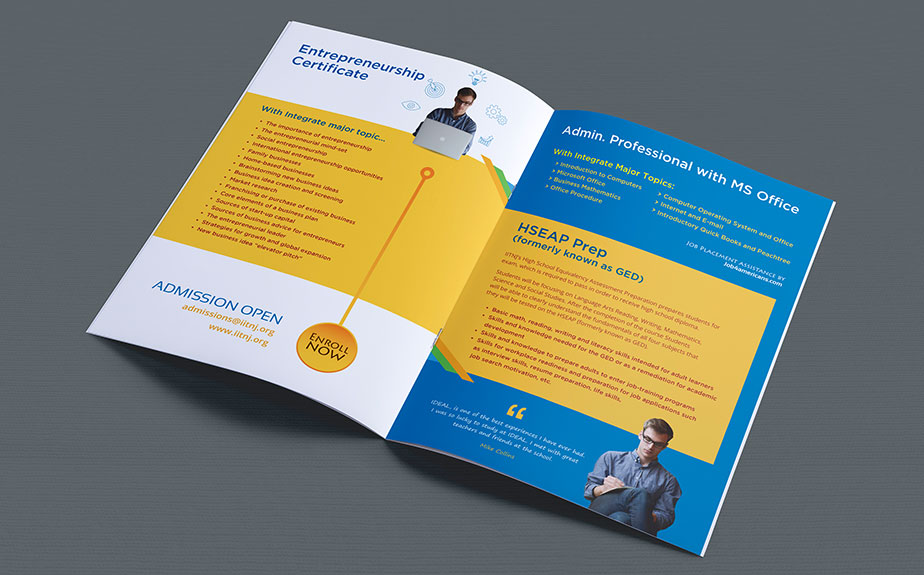 Entrepreneurship
Certificate
With Integrate major topic...
• The importance of entrepreneurship
• The entrepreneurial mind-set
• Social entrepreneurship
• International entrepreneurship opportunities
• Family businesses
• Home-based businesses
• Brainstorming new business ideas
• Business idea creation and screening
• Market research
• Franchising or purchase of existing business
• Core elements of a business plan
• Sources of start-up capital
• Sources of business advice for entrepreneurs
• The entrepreneurial leader
• Strategies for growth and global expansion
• New business idea "elevator pitch"
ADMISSION OPEN
admissions@iitnj.org
www.iitnj.org
ENROLL
NOW
Admin. Professional with MS Office
With Integrate Major Topics:
> Introduction to Computers
> Microsoft Office
> Business Mathematics
> Office Procedure
> Computer Operating System and Office
> Internet and E-mail
> Introductory Quick Books and Peachtree
JOB PLACEMENT ASSISTANCE BY
Job4americans.com
HSEAP Prep
(formerly known as GED)
IITNJ's High School Equivalency Assessment Preparation program prepares Students for
exam, which is required to pass in order to receive high school diploma.
Students will be focusing on Language Arts Reading, Writing, Mathematics,
Science and Social Studies. After the completion of the course Students
will be able to clearly understand the fundamentals of all four subjects that
they will be tested on the HSEAP (formerly known as GED).
• Basic math, reading, writing, and literacy skills intended for adult learners
• Skills and knowledge needed for the GED or as a remediation for academic
development
• Skills and knowledge to prepare adults to enter job-training programs
• Skills for workplace readiness and preparation for job applications such
as interview skills, resume preparation, life skills,
job search motivation, etc.
“
IDEAL, is one of the best experiences I have ever had.
I was so lucky to study at IDEAL. I met with great
teachers and friends at the school.
Mike Collins